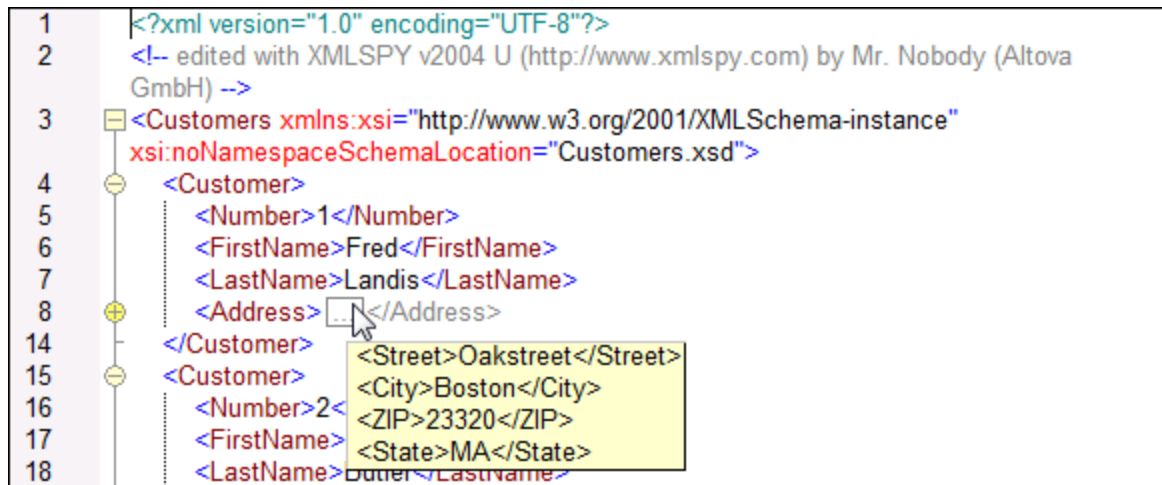 1 <?xml version="1.0" encoding="UTF-8"?>
2 <!-- edited with XMLSPY v2004 U (http://www.xmlspy.com) by Mr. Nobody (Altova
GmbH) -->
3 <Customers xmlns:xsi="http://www.w3.org/2001/XMLSchema-instance"
xsi:noNamespaceSchemaLocation="Customers.xsd">
4 <Customer>
5 <Number>1</Number>
6 <FirstName>Fred</FirstName>
7 <LastName>Landis</LastName>
8 <Address> ... </Address>
14 </Customer>
<Street>Oakstreet</Street>
15 <Customer>
<City>Boston</City>
16 <Number>2<
<ZIP>23320</ZIP>
17 <FirstName>
<State>MA</State>
18 <LastName>Butler</LastName>